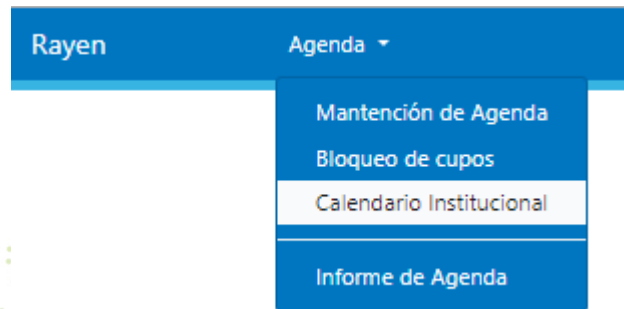 Rayen
Agenda
Mantención de Agenda
Bloqueo de cupos
Calendario Institucional
Informe de Agenda